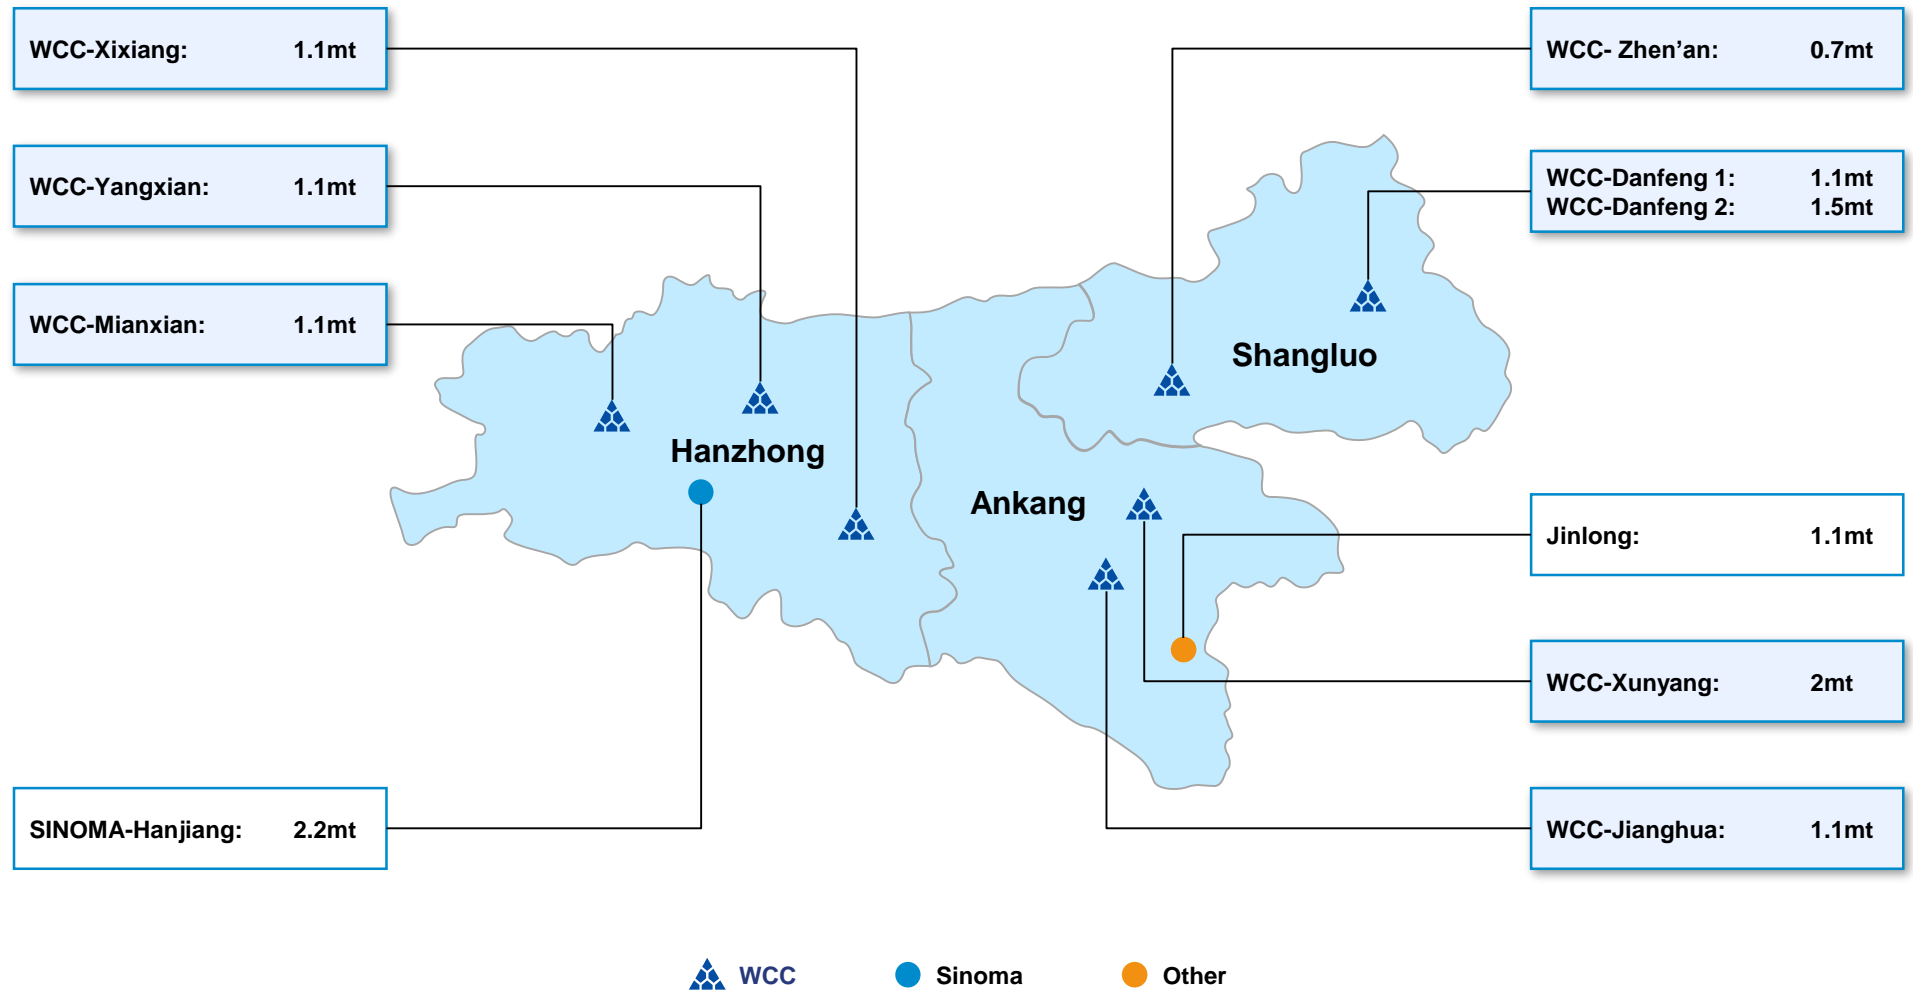 WCC-Xixiang: 1.1mt
WCC-Yangxian: 1.1mt
WCC-Mianxian: 1.1mt
SINOMA-Hanjiang: 2.2mt
WCC- Zhen’an: 0.7mt
WCC-Danfeng 1: 1.1mt
WCC-Danfeng 2: 1.5mt
Jinlong: 1.1mt
WCC-Xunyang: 2mt
WCC-Jianghua: 1.1mt
Shangluo
Hanzhong
Ankang
WCC
Sinoma
Other